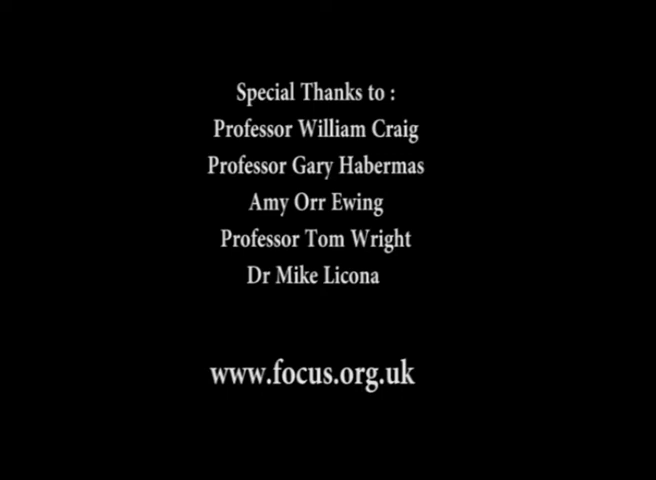 Special Thanks to :
Professor William Craig
Professor Gary Habermas
Amy Orr Ewing
Professor Tom Wright
Dr Mike Licona
www.focus.org.uk